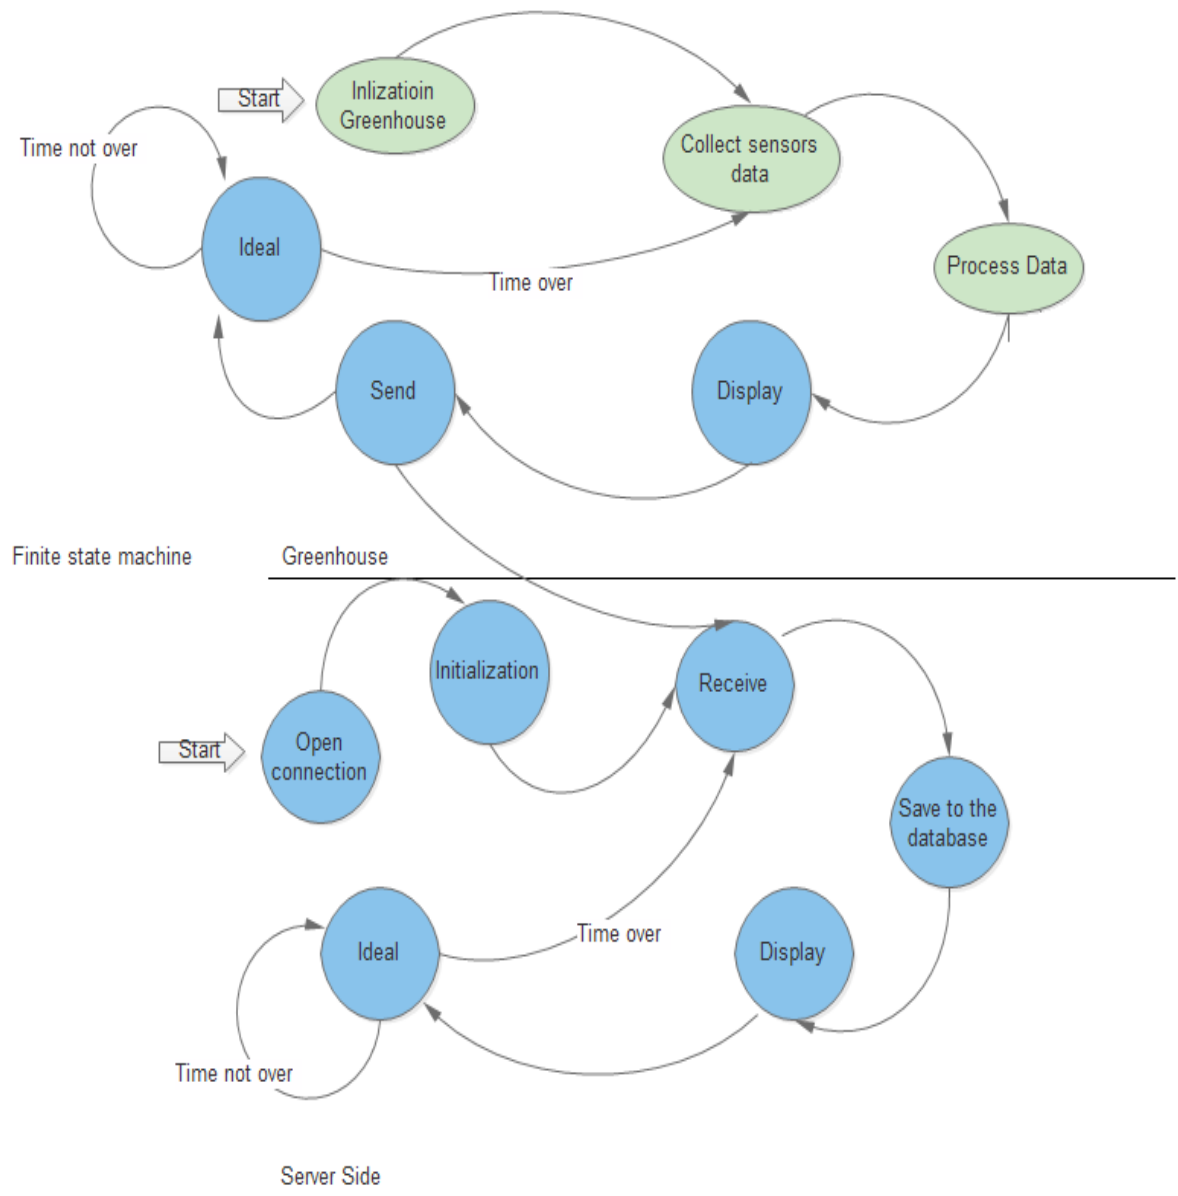 Start
Inlizatioin
Greenhouse
Collect sensors
data
Time not over
Ideal
Process Data
Time over
Send
Display
Finite state machine
Greenhouse
Initialization
Receive
Start
Open
connection
Save to the
database
Time over
Ideal
Display
Time not over
Server Side